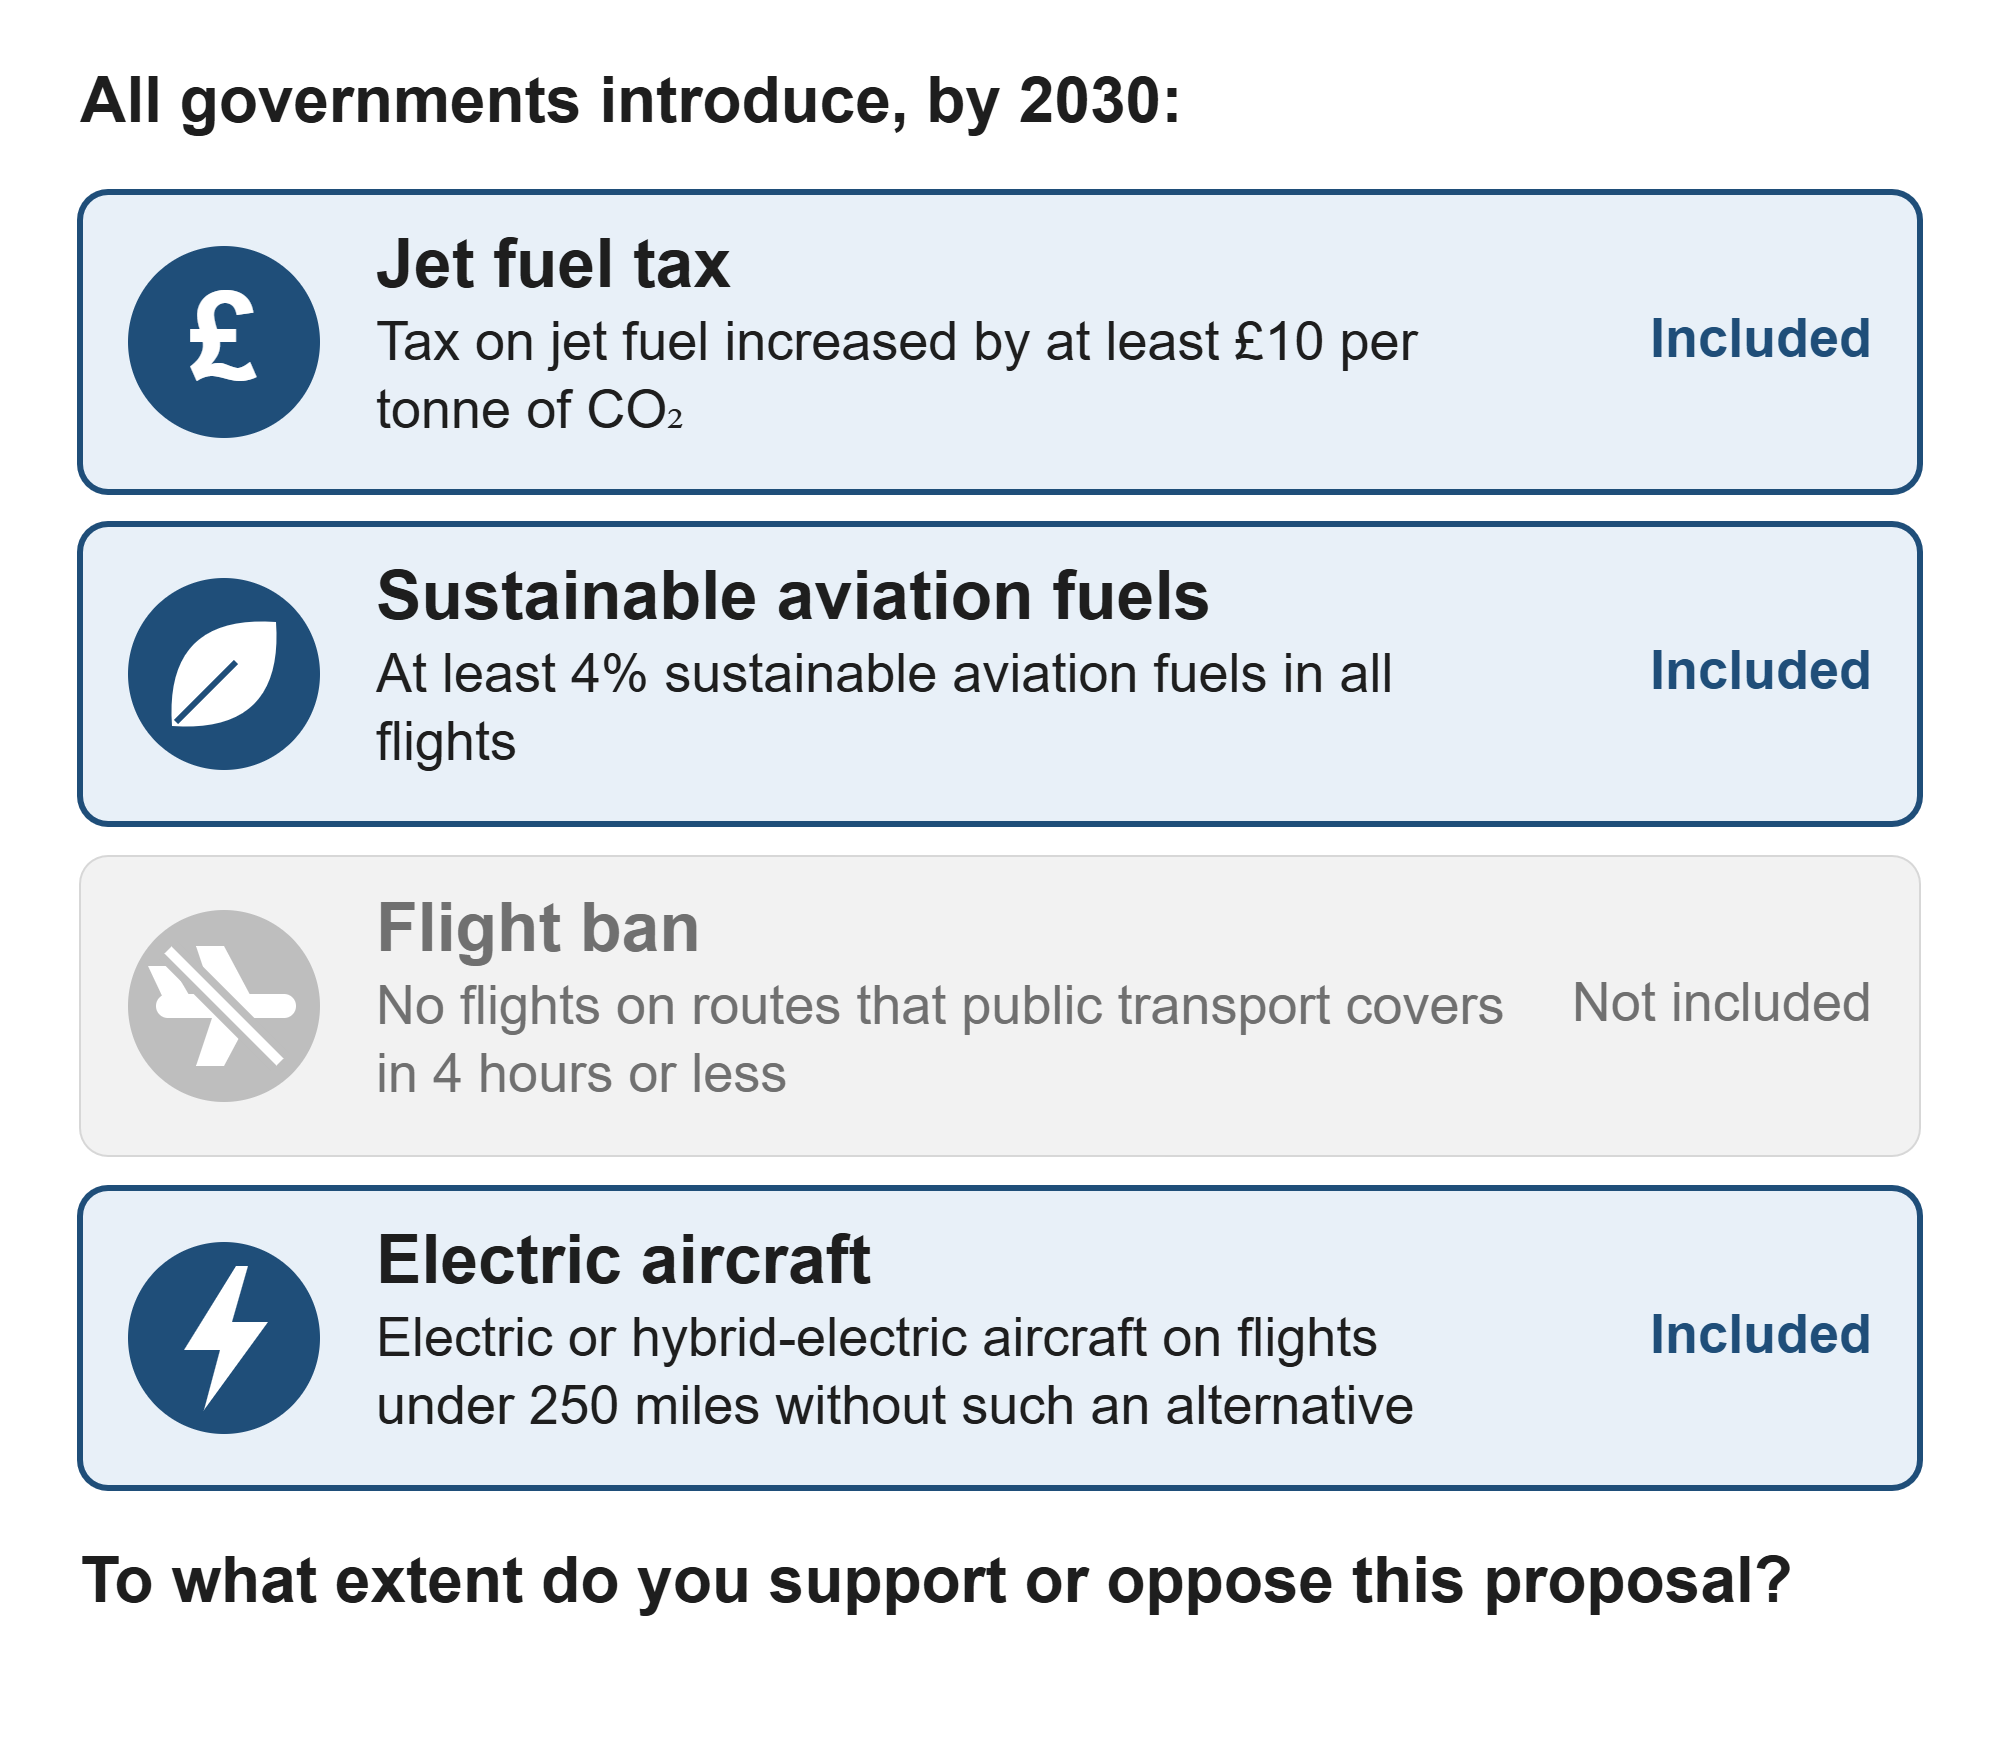 All governments introduce, by 2030:
£
Jet fuel tax
Tax on jet fuel increased by at least £10 per
tonne of CO₂
Included
Sustainable aviation fuels
At least 4% sustainable aviation fuels in all
flights
Included
Flight ban
No flights on routes that public transport covers
in 4 hours or less
Not included
Electric aircraft
Electric or hybrid-electric aircraft on flights
under 250 miles without such an alternative
Included
To what extent do you support or oppose this proposal?